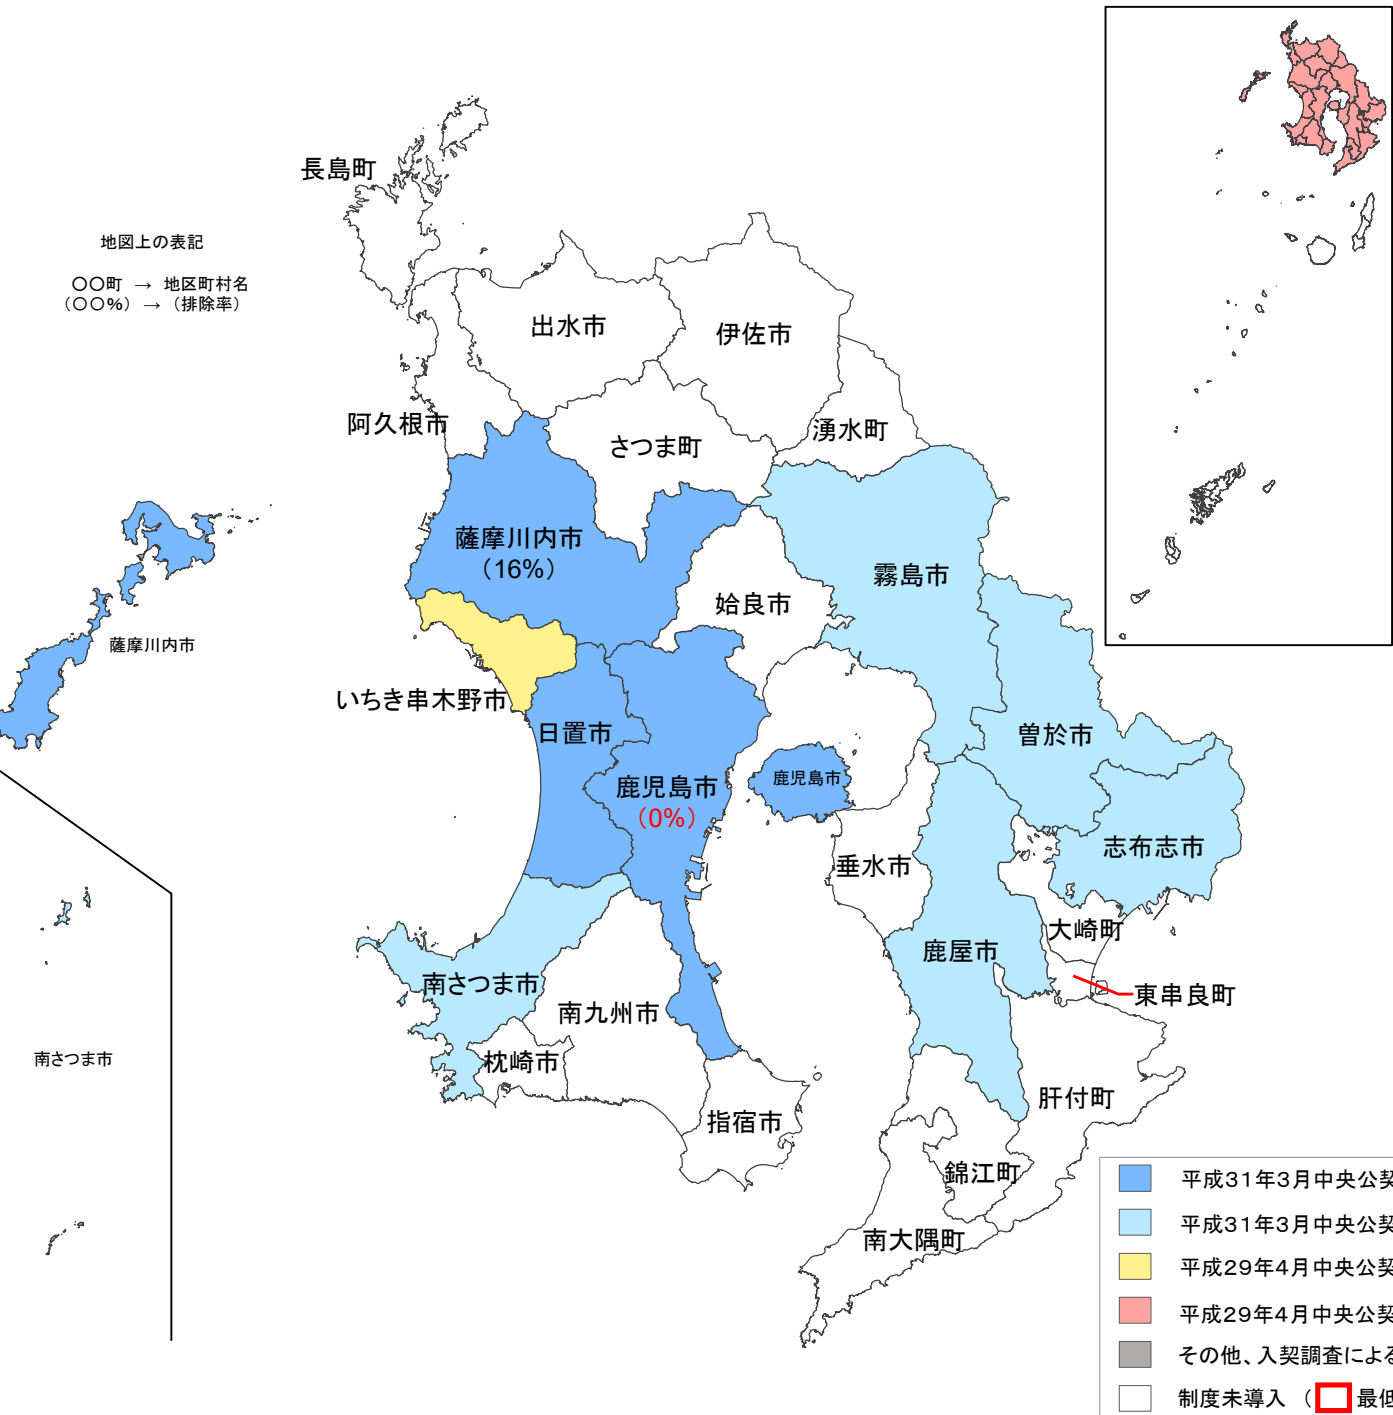 長島町
地図上の表記
〇〇町 → 地区町村名
(〇〇%) → (排除率)
出水市
伊佐市
阿久根市
さつま町
湧水町
薩摩川内市
(16%)
霧島市
姶良市
薩摩川内市
いちき串木野市
日置市
曽於市
鹿児島市
(0%)
鹿児島市
志布志市
垂水市
大崎町
鹿屋市
南さつま市
東串良町
南九州市
南さつま市
枕崎市
肝付町
指宿市
錦江町
南大隅町
平成31年3月中央公契
平成31年3月中央公契
平成29年4月中央公契
平成29年4月中央公契
その他、入契調査による
制度未導入 ( 最低